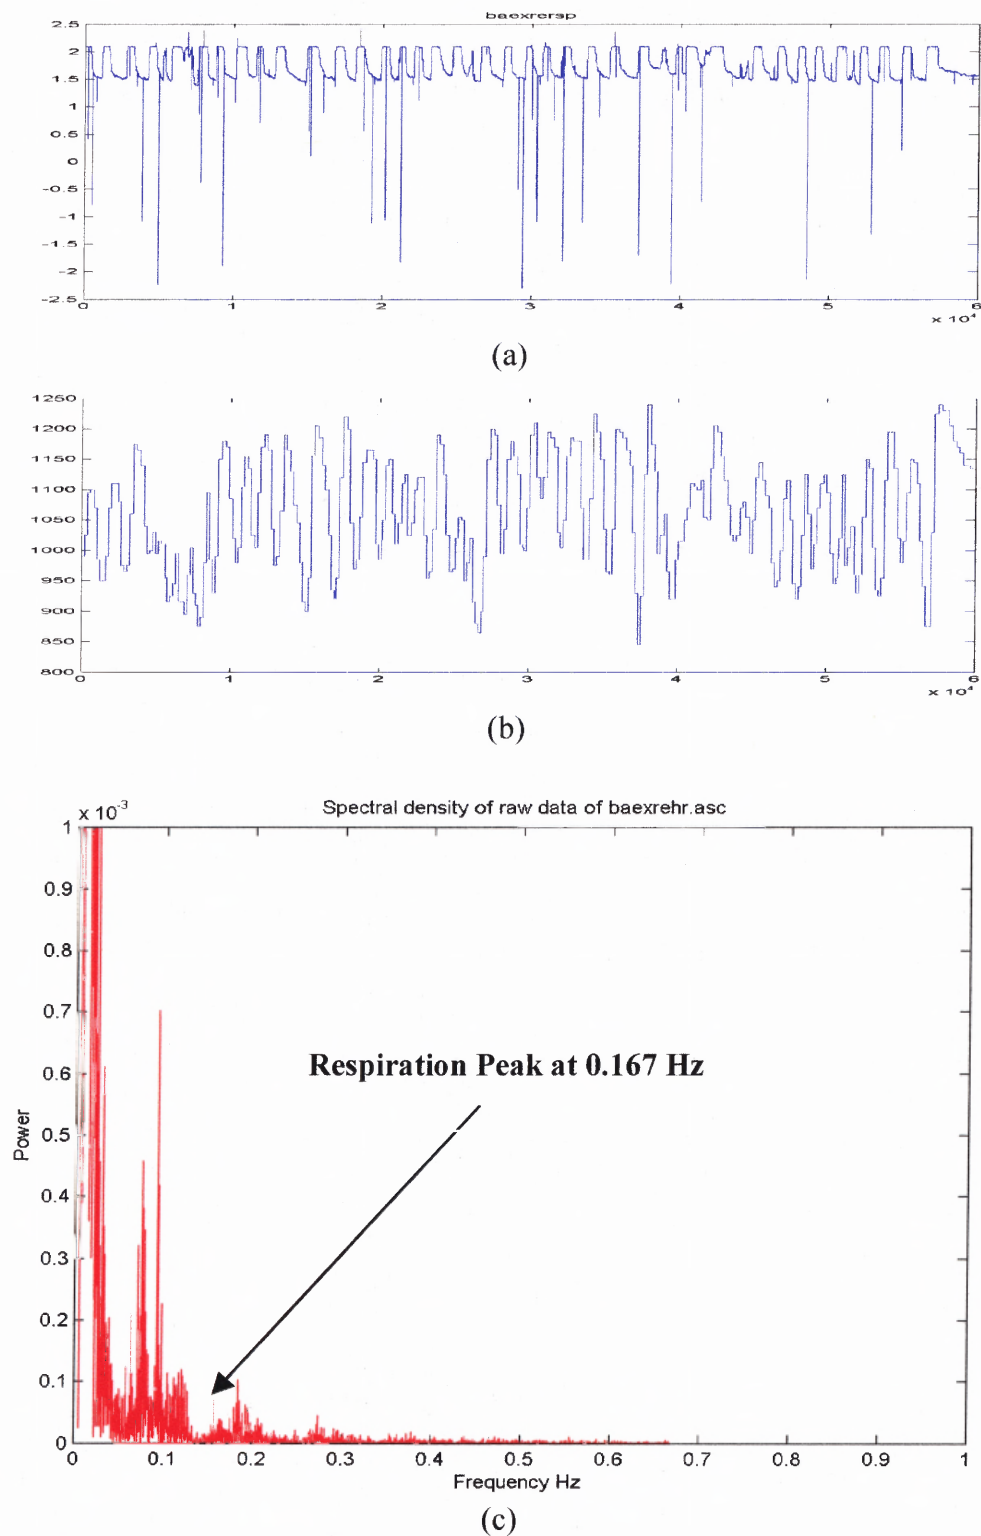 baexrersp
2.5
2
1.5
1
0.5
0
-0.5
-1
-1.5
-2
-2.5
0 1 2 3 4 5 6
x 10⁴
(a)
1250
1200
1150
1100
1050
1000
950
900
850
800
0 1 2 3 4 5 6
x 10⁴
(b)
Spectral density of raw data of baexrehr.asc
x 10⁻³
1
0.9
0.8
0.7
0.6
0.5
0.4
0.3
0.2
0.1
0
Power
Respiration Peak at 0.167 Hz
0 0.1 0.2 0.3 0.4 0.5 0.6 0.7 0.8 0.9 1
Frequency Hz
(c)